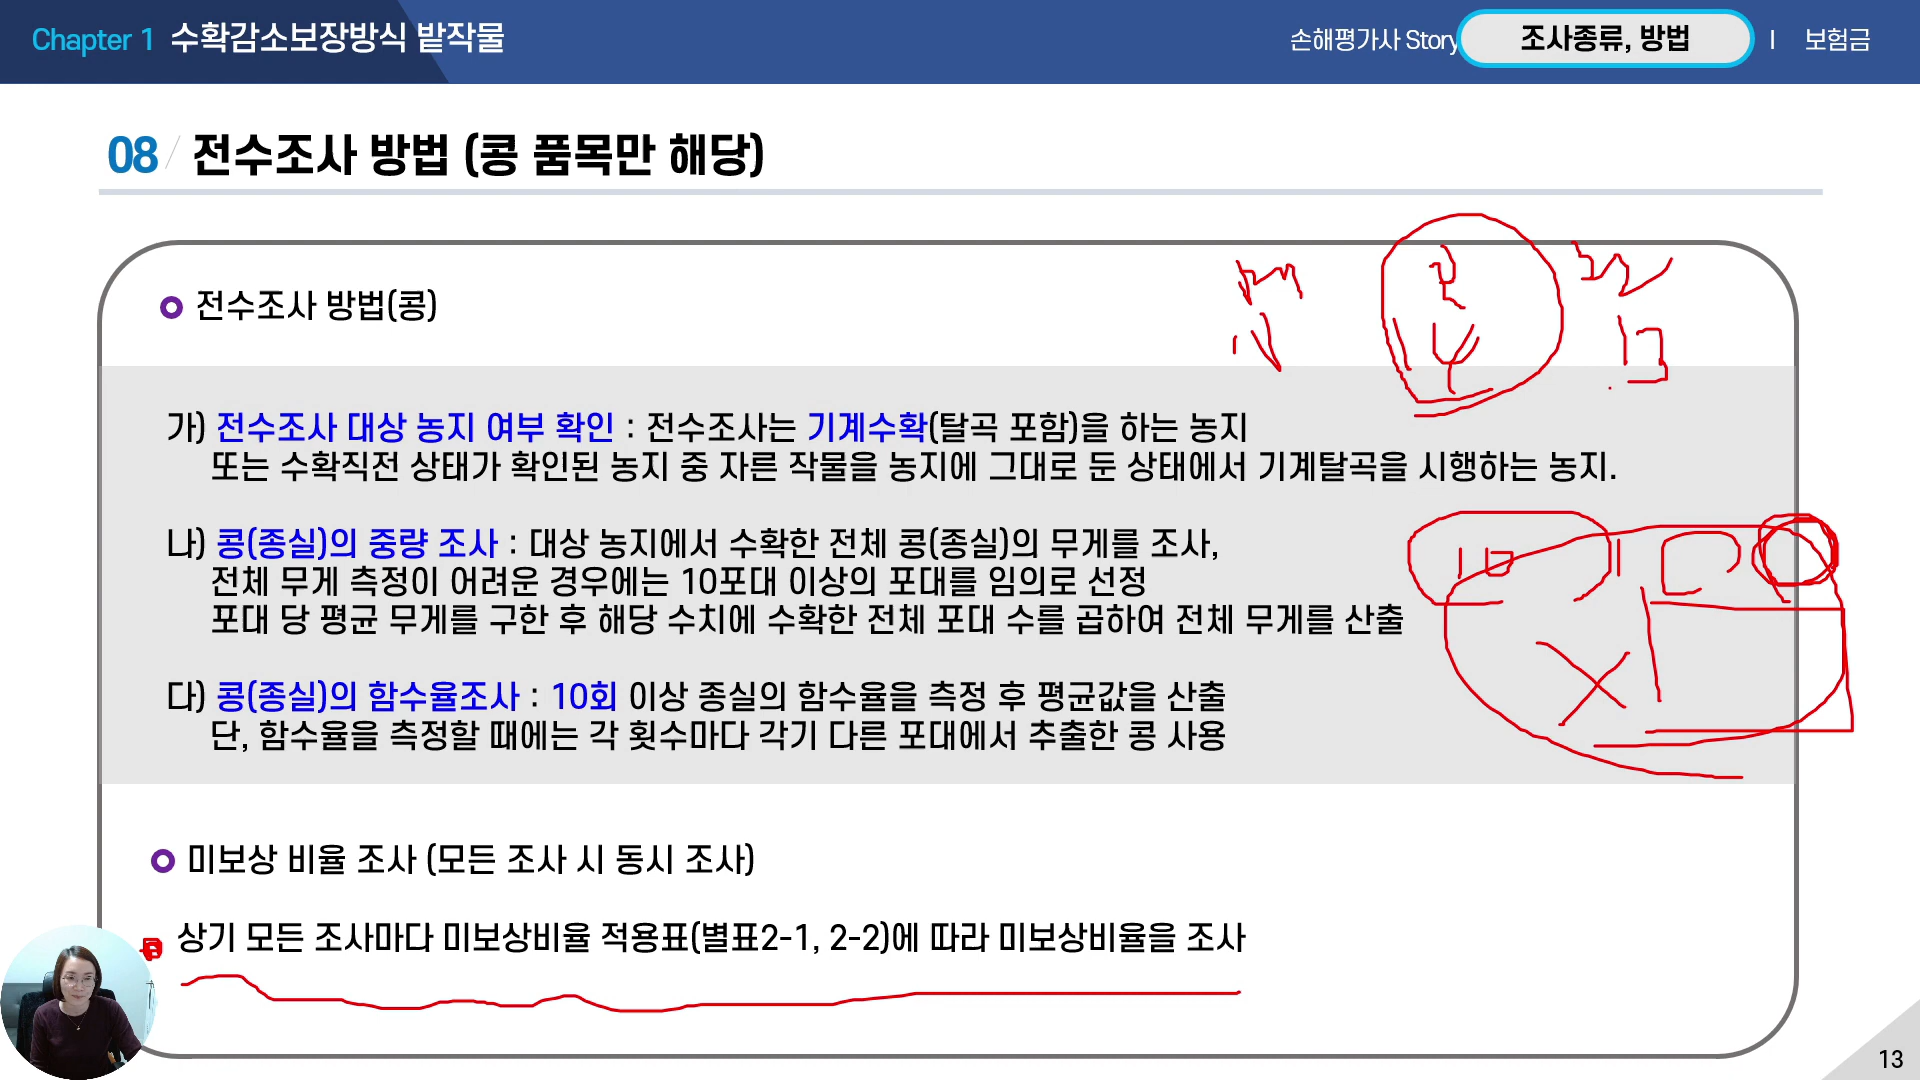 Chapter 1 수확감소보장방식 밭작물
손해평가사 Story
조사종류, 방법
보험금
08 / 전수조사 방법 (콩 품목만 해당)
전수조사 방법(콩)
가) 전수조사 대상 농지 여부 확인 : 전수조사는 기계수확(탈곡 포함)을 하는 농지
또는 수확직전 상태가 확인된 농지 중 자른 작물을 농지에 그대로 둔 상태에서 기계탈곡을 시행하는 농지.
나) 콩(종실)의 중량 조사 : 대상 농지에서 수확한 전체 콩(종실)의 무게를 조사,
전체 무게 측정이 어려운 경우에는 10포대 이상의 포대를 임의로 선정
포대 당 평균 무게를 구한 후 해당 수치에 수확한 전체 포대 수를 곱하여 전체 무게를 산출
다) 콩(종실)의 함수율조사 : 10회 이상 종실의 함수율을 측정 후 평균값을 산출
단, 함수율을 측정할 때에는 각 횟수마다 각기 다른 포대에서 추출한 콩 사용
미보상 비율 조사 (모든 조사 시 동시 조사)
상기 모든 조사마다 미보상비율 적용표(별표2-1, 2-2)에 따라 미보상비율을 조사
13